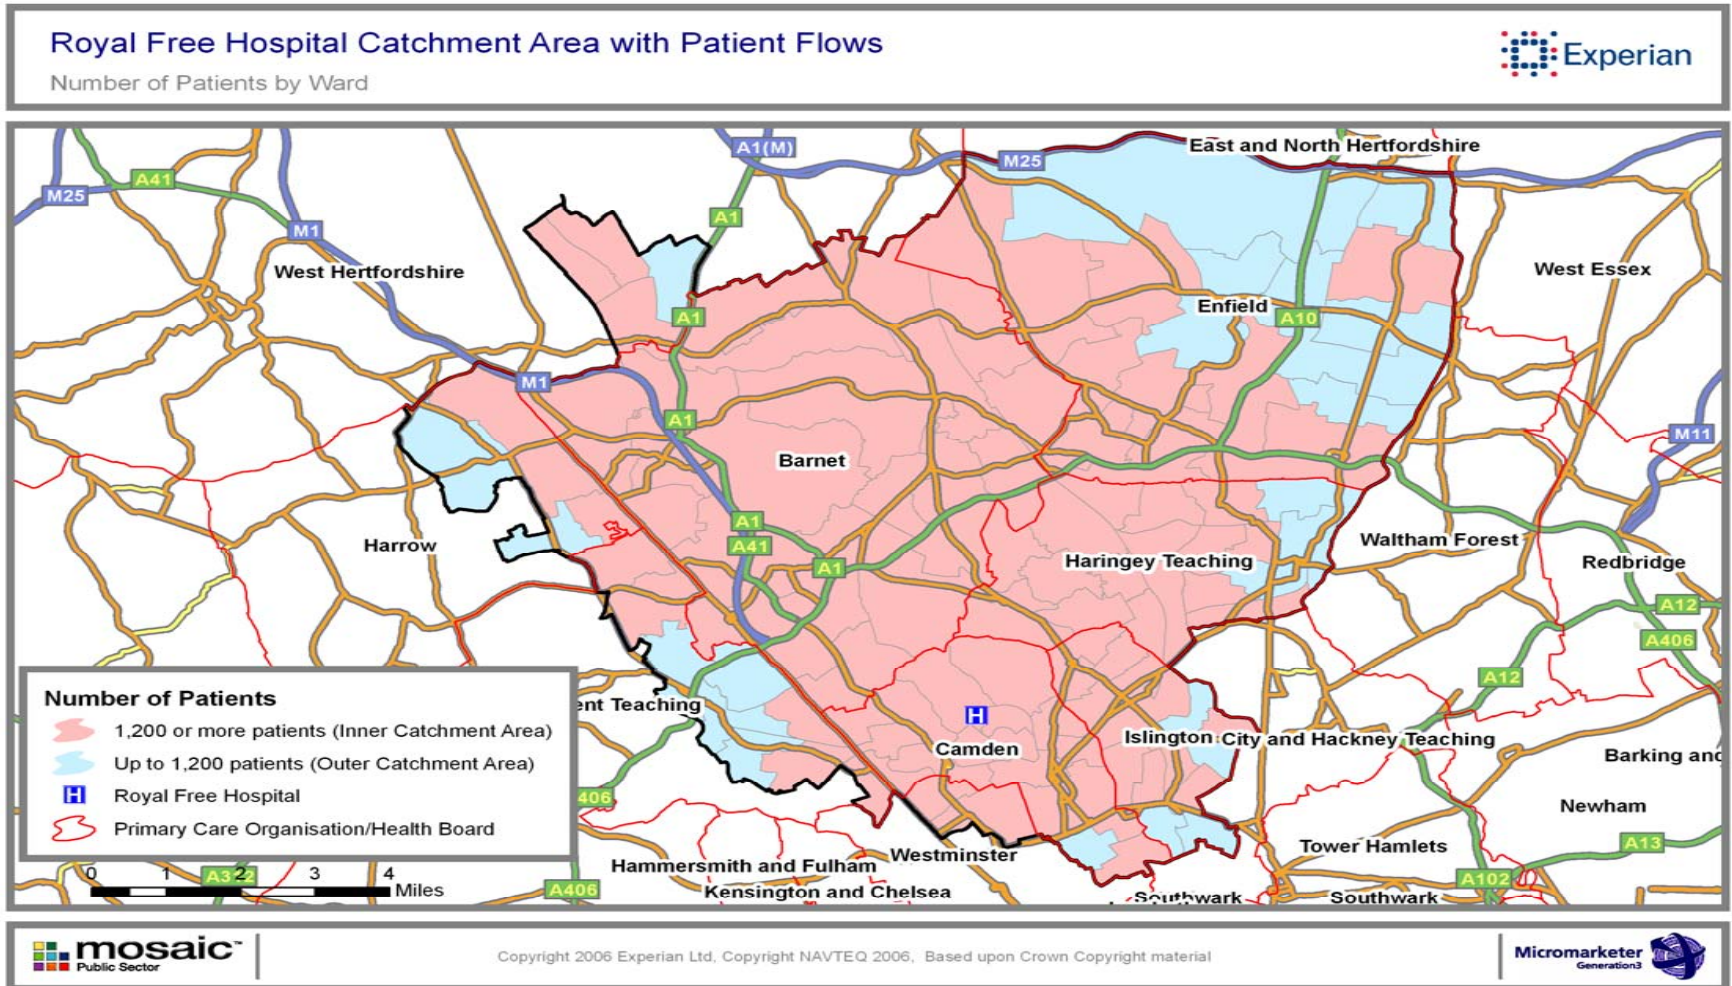 Royal Free Hospital Catchment Area with Patient Flows
Number of Patients by Ward
Experian
A1(M)
M25
East and North Hertfordshire
M25
A41
A1
M1
West Hertfordshire
West Essex
Enfield
A10
A1
M1
A1
M11
Barnet
A1
A41
Harrow
Waltham Forest
Haringey Teaching
A1
Redbridge
A12
A406
A12
ent Teaching
Camden
Islington
City and Hackney Teaching
Barking and
H
Newham
406
Tower Hamlets
A13
Westminster
Hammersmith and Fulham
Kensington and Chelsea
A406
A102
Southwark
Southwark
Number of Patients
1,200 or more patients (Inner Catchment Area)
Up to 1,200 patients (Outer Catchment Area)
H Royal Free Hospital
Primary Care Organisation/Health Board
0 1 2 3 4
Miles
mosaic™
Public Sector
Copyright 2006 Experian Ltd, Copyright NAVTEQ 2006, Based upon Crown Copyright material
Micromarketer
Generation3